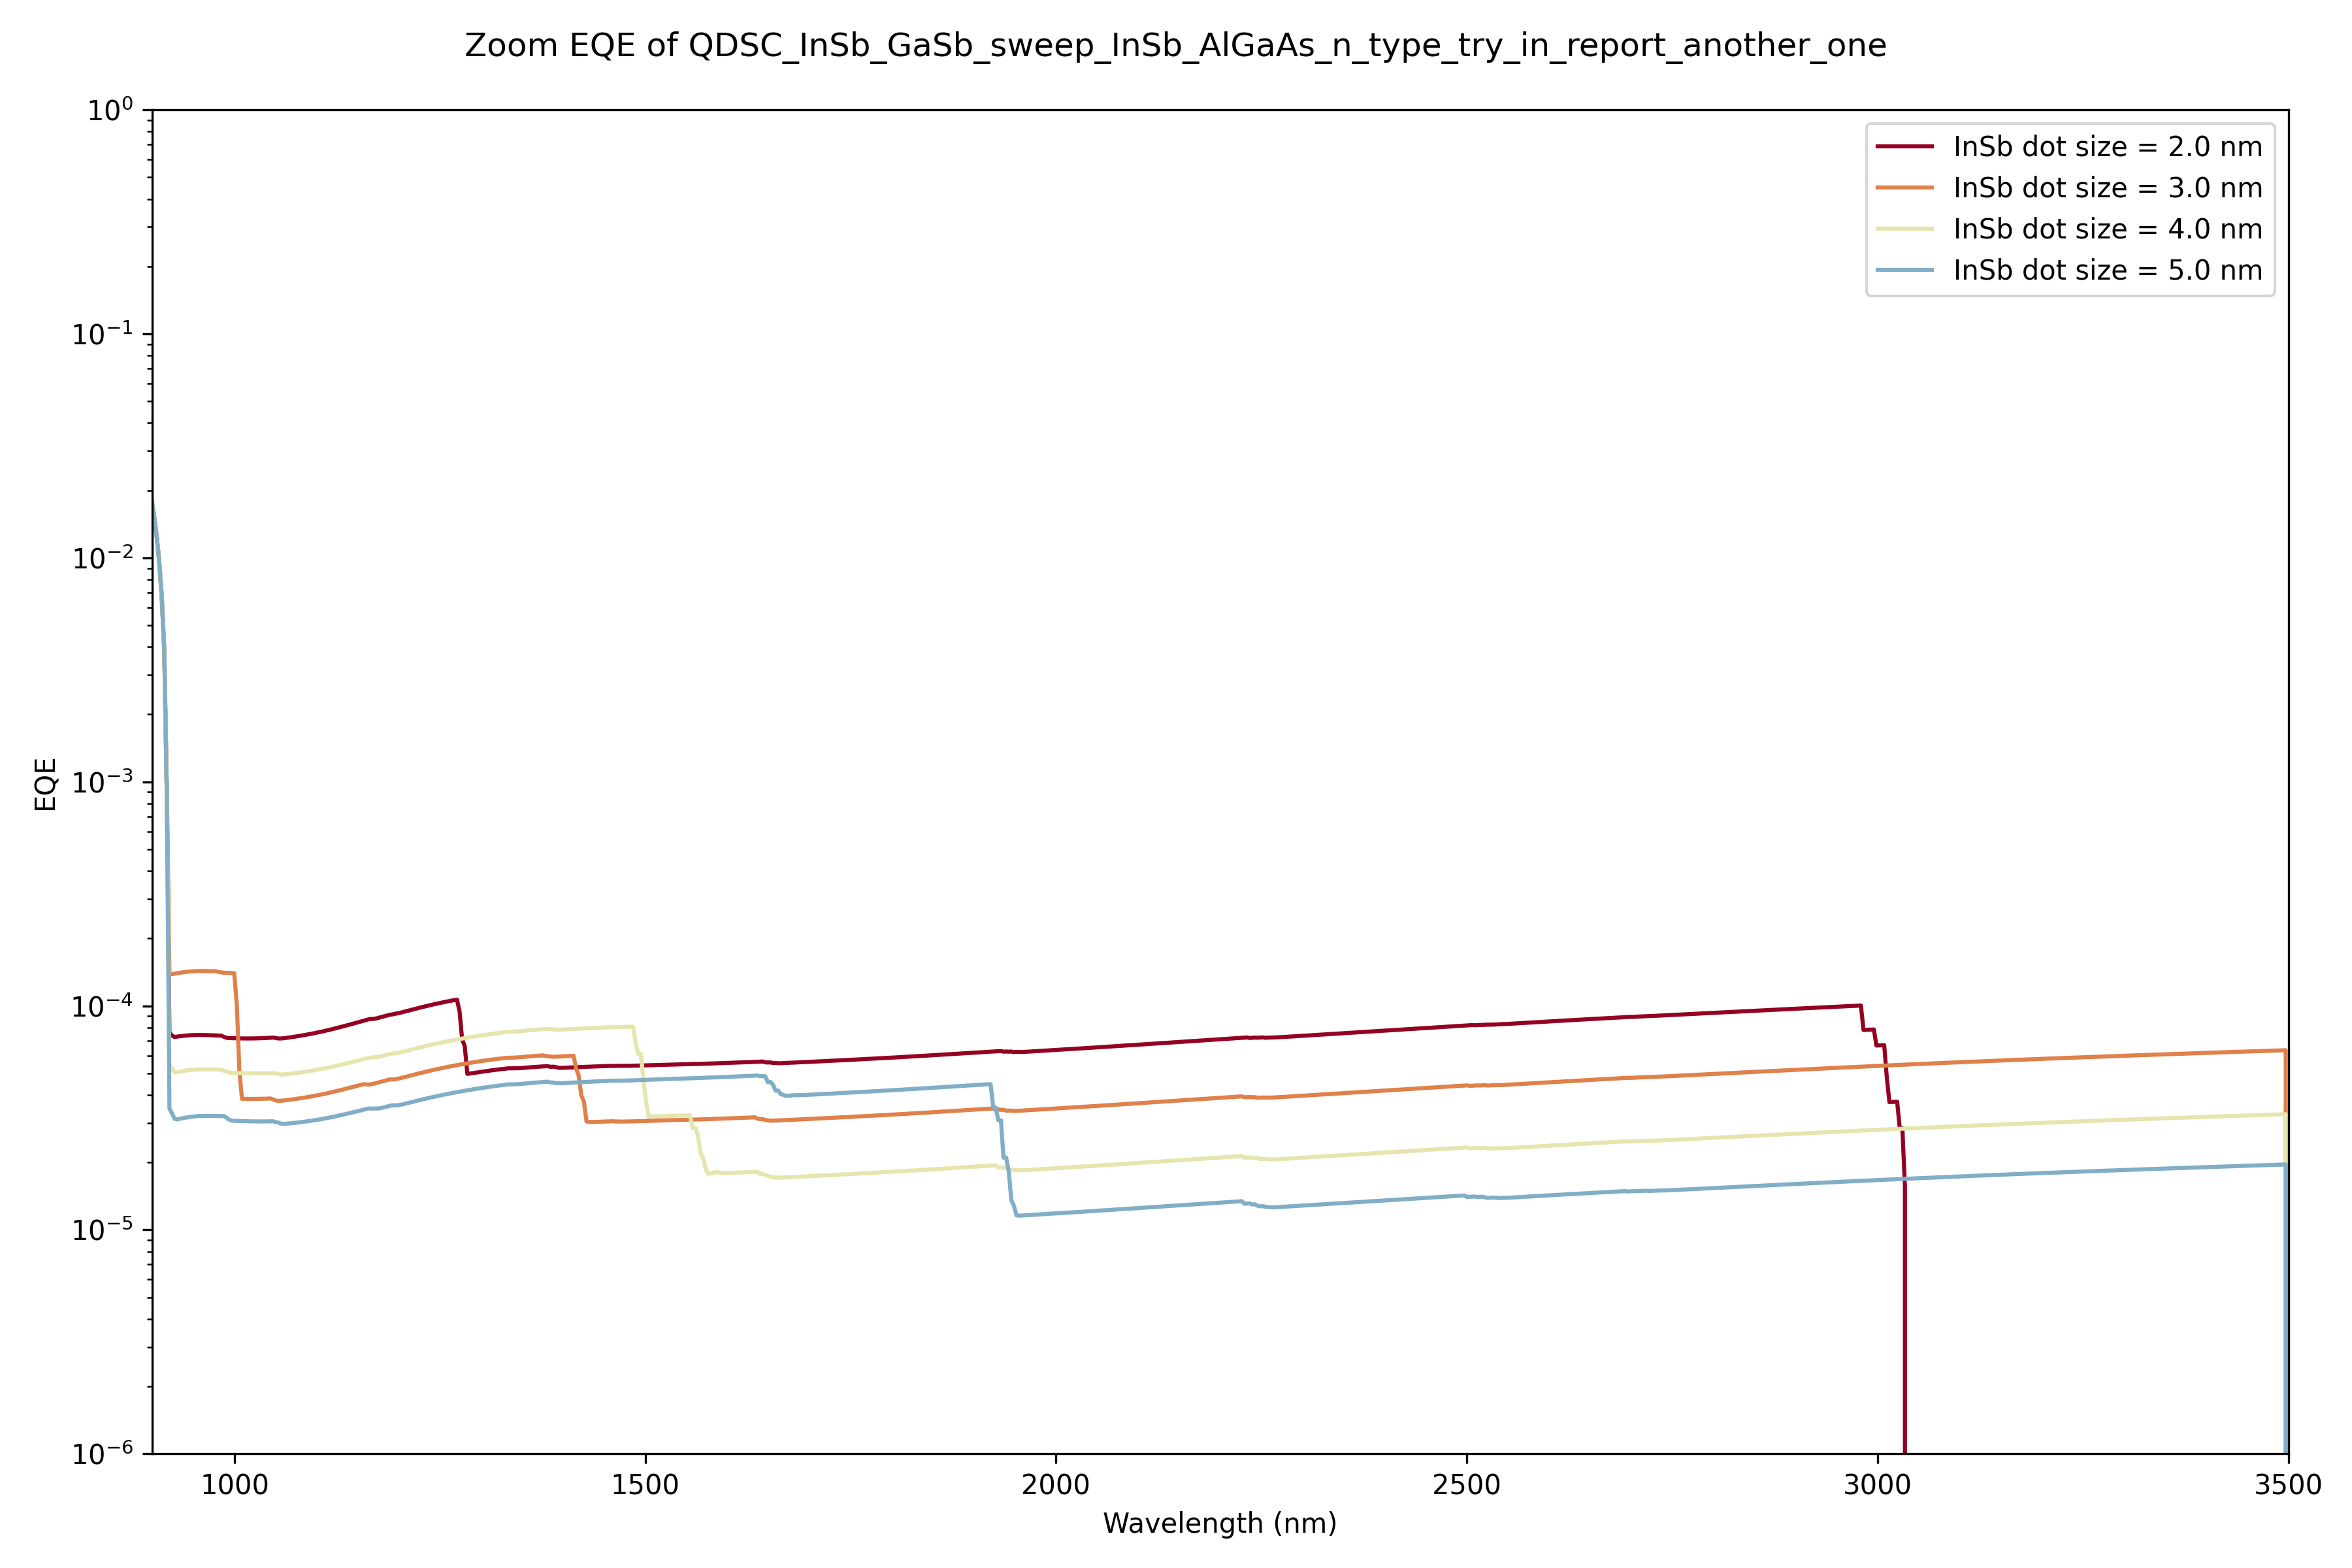 Zoom EQE of QDSC_InSb_GaSb_sweep_InSb_AlGaAs_n_type_try_in_report_another_one
InSb dot size = 2.0 nm
InSb dot size = 3.0 nm
InSb dot size = 4.0 nm
InSb dot size = 5.0 nm
EQE
10⁰
10⁻¹
10⁻²
10⁻³
10⁻⁴
10⁻⁵
10⁻⁶
1000 1500 2000 2500 3000 3500
Wavelength (nm)